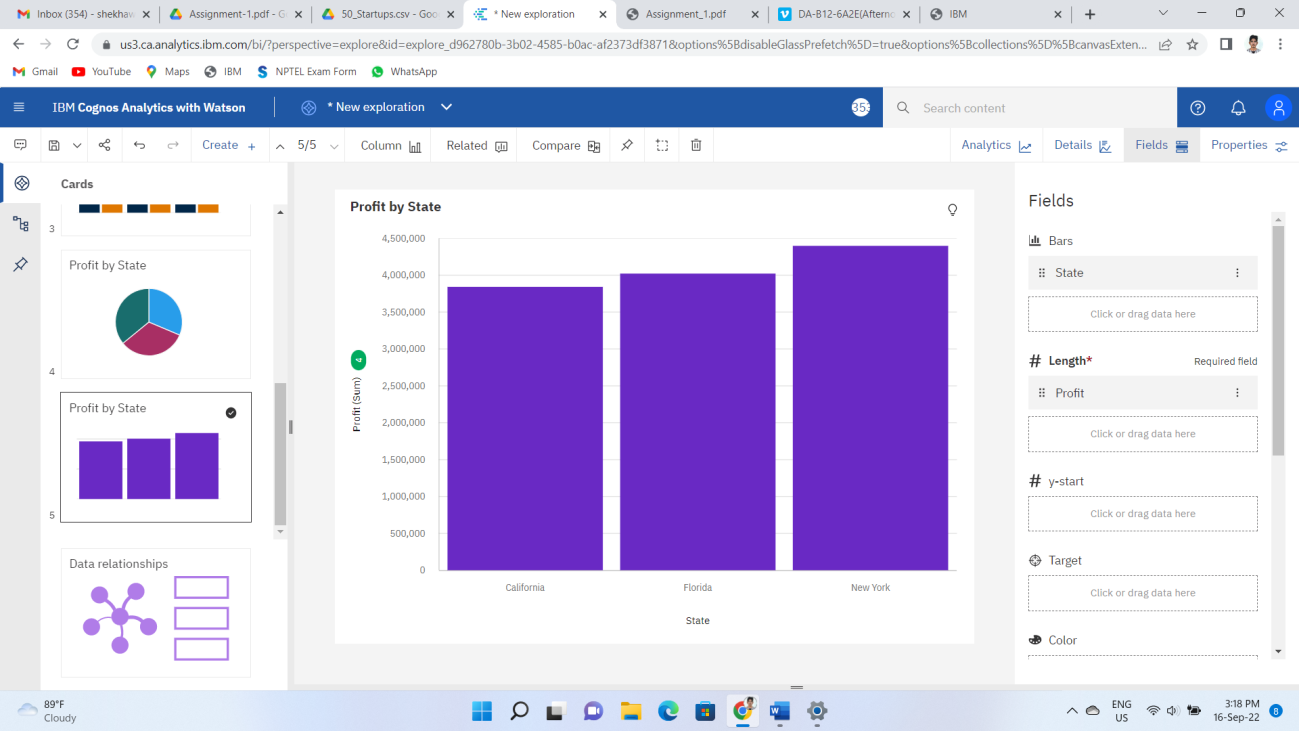 Inbox (354) - shekhaw
Assignment-1.pdf - G
50_Startups.csv - Goo
* New exploration
Assignment_1.pdf
DA-B12-6A2E(Afternc
IBM
us3.ca.analytics.ibm.com/bi/?perspective=explore&id=explore_d962780b-3b02-4585-b0ac-af2373df3871&options%5BdisableGlassPrefetch%5D=true&options%5Bcollections%5D%5BcanvasExten...
Gmail
YouTube
Maps
IBM
NPTEL Exam Form
WhatsApp
IBM Cognos Analytics with Watson
* New exploration
353
Search content
Create +
5/5
Column
Related
Compare
Analytics
Details
Fields
Properties
Cards
3
Profit by State
4
Profit by State
5
Data relationships
Profit by State
4,500,000
4,000,000
3,500,000
3,000,000
2,500,000
2,000,000
1,500,000
1,000,000
500,000
0
4
Profit (Sum)
California
Florida
New York
State
Fields
Bars
State
Click or drag data here
# Length*
Required field
Profit
Click or drag data here
# y-start
Click or drag data here
Target
Click or drag data here
Color
89°F
Cloudy
ENG
US
3:18 PM
16-Sep-22
8